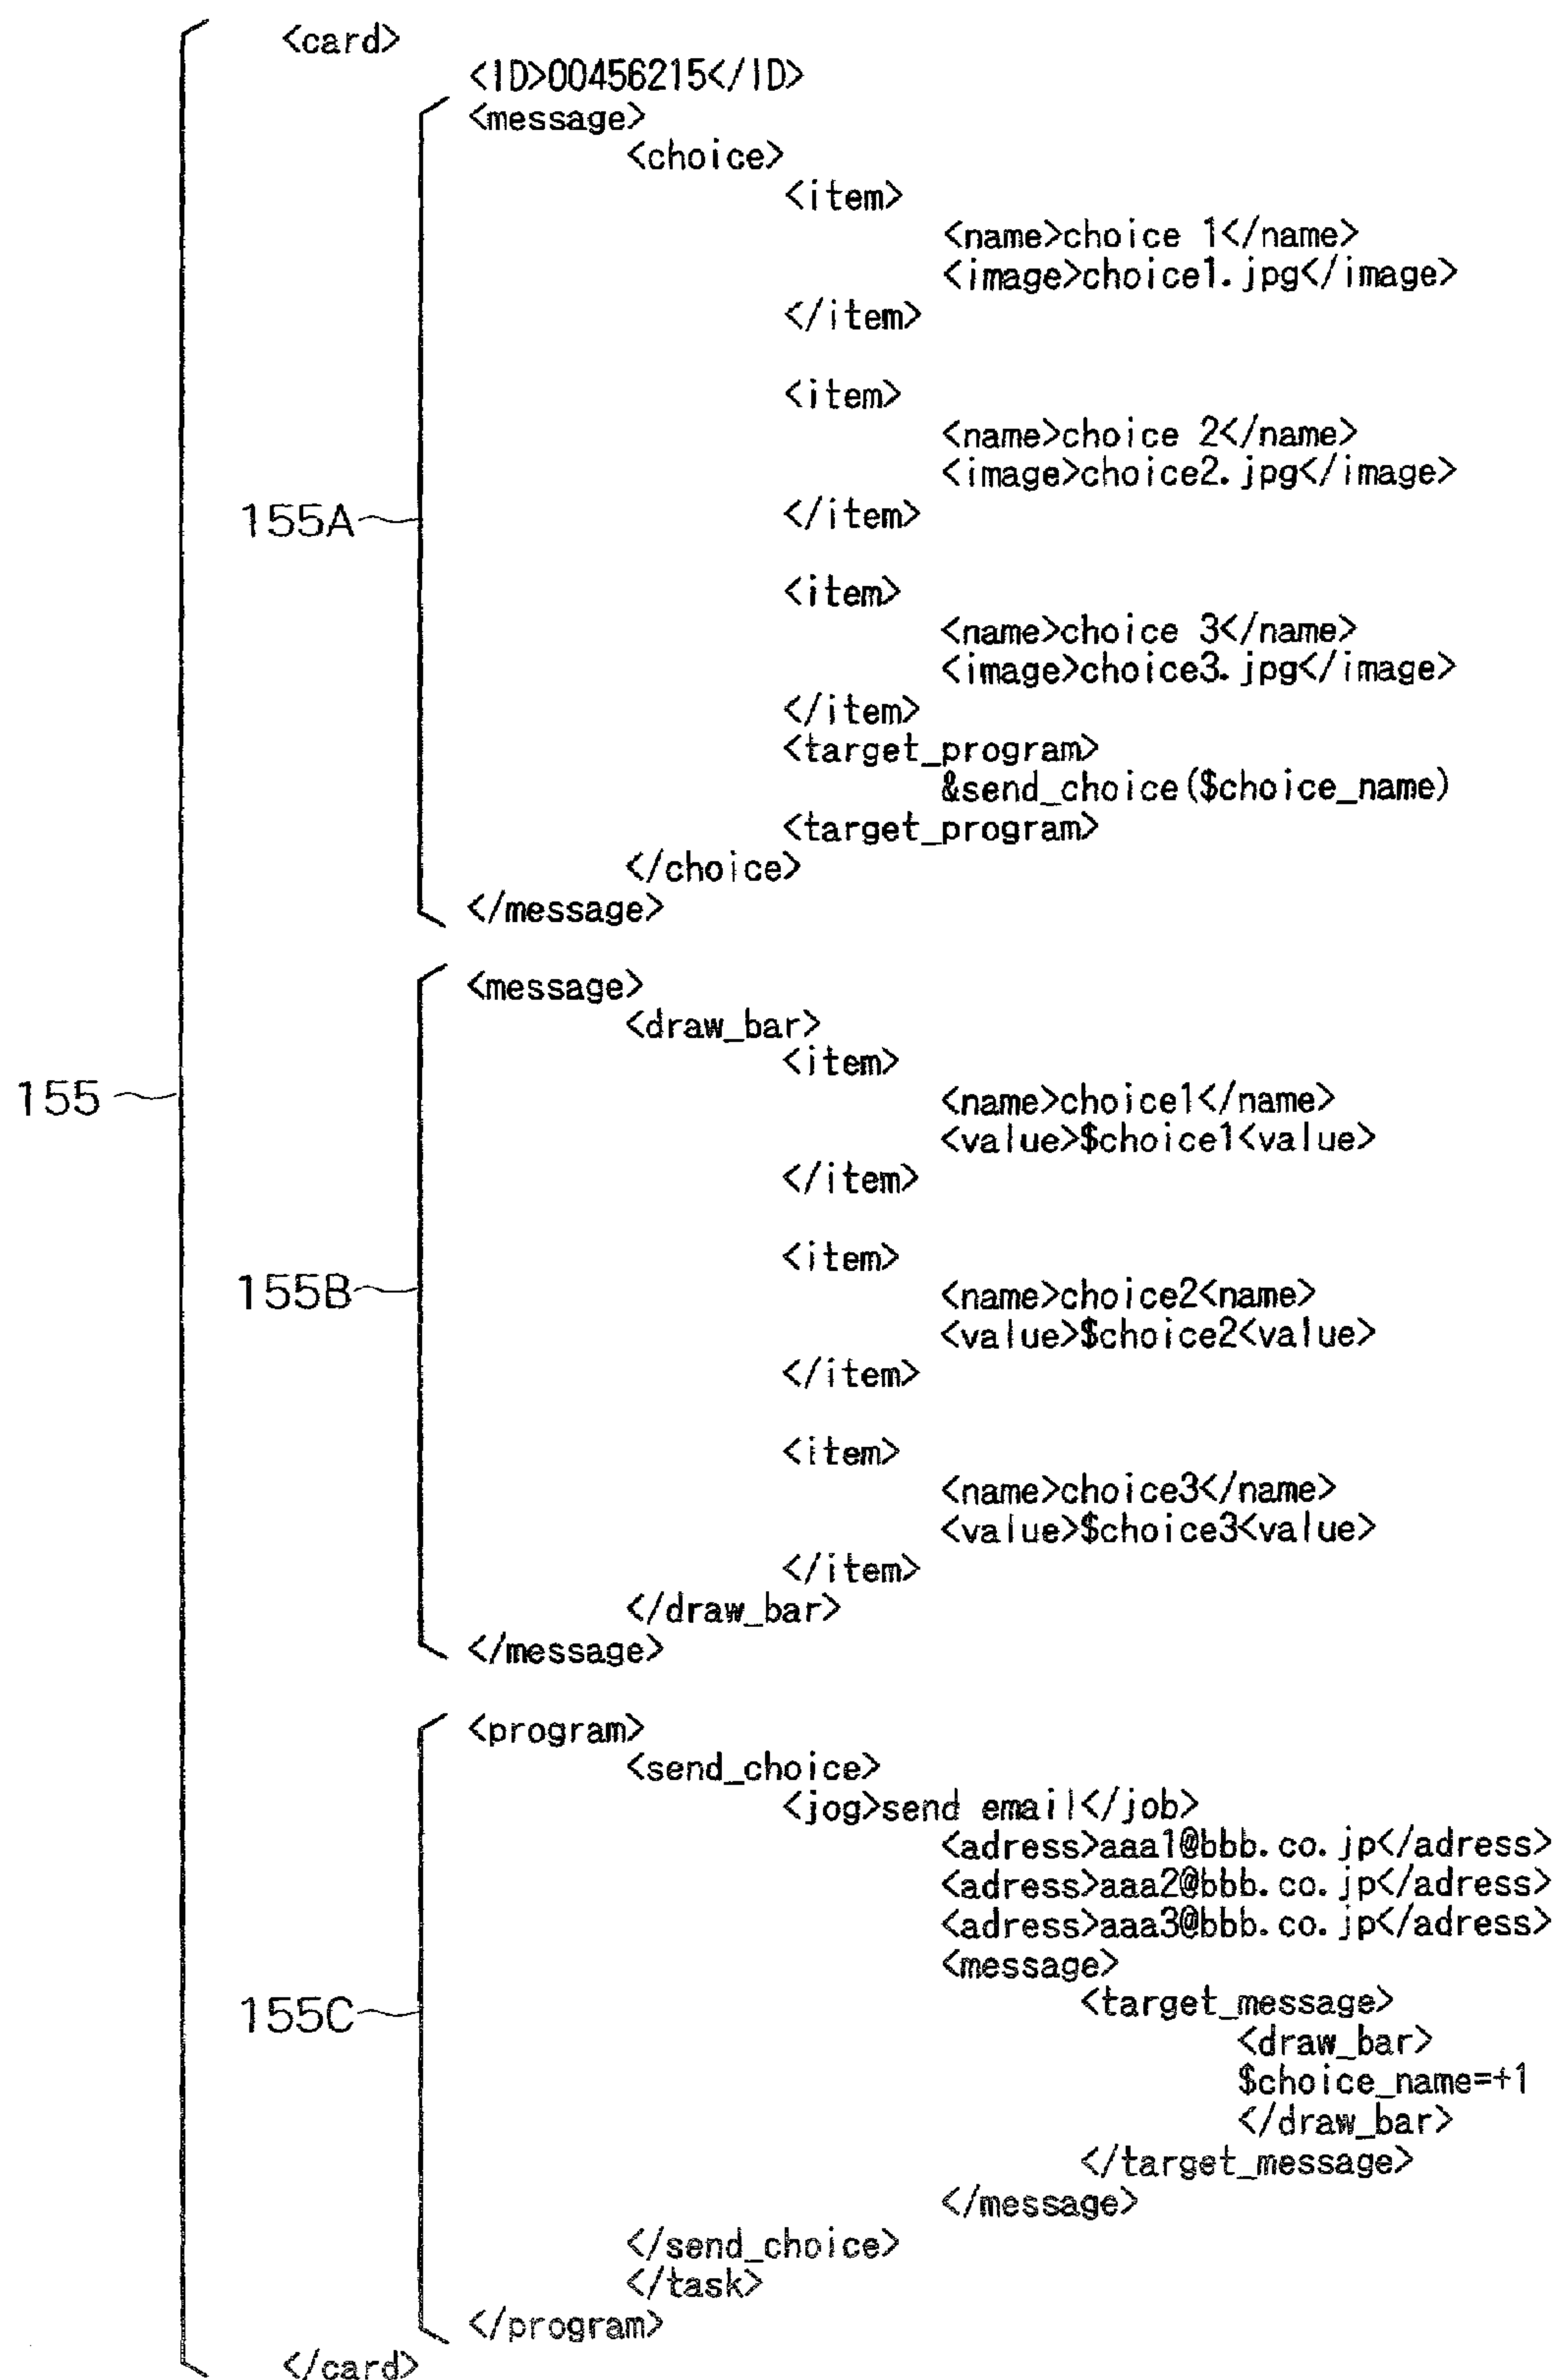 <card>
<ID>00456215</ID>
<message>
<choice>
<item>
<name>choice 1</name>
<image>choice1.jpg</image>
</item>
<item>
<name>choice 2</name>
<image>choice2.jpg</image>
155A
</item>
<item>
<name>choice 3</name>
<image>choice3.jpg</image>
</item>
<target_program>
&send_choice($choice_name)
<target_program>
</choice>
</message>
<message>
<draw_bar>
<item>
155
<name>choice1</name>
<value>$choice1<value>
</item>
<item>
155B
<name>choice2<name>
<value>$choice2<value>
</item>
<item>
<name>choice3</name>
<value>$choice3<value>
</item>
</draw_bar>
</message>
<program>
<send_choice>
<jog>send email</job>
<adress>aaa1@bbb.co.jp</adress>
<adress>aaa2@bbb.co.jp</adress>
<adress>aaa3@bbb.co.jp</adress>
<message>
155C
<target_message>
<draw_bar>
$choice_name=+1
</draw_bar>
</target_message>
</message>
</send_choice>
</task>
</program>
</card>